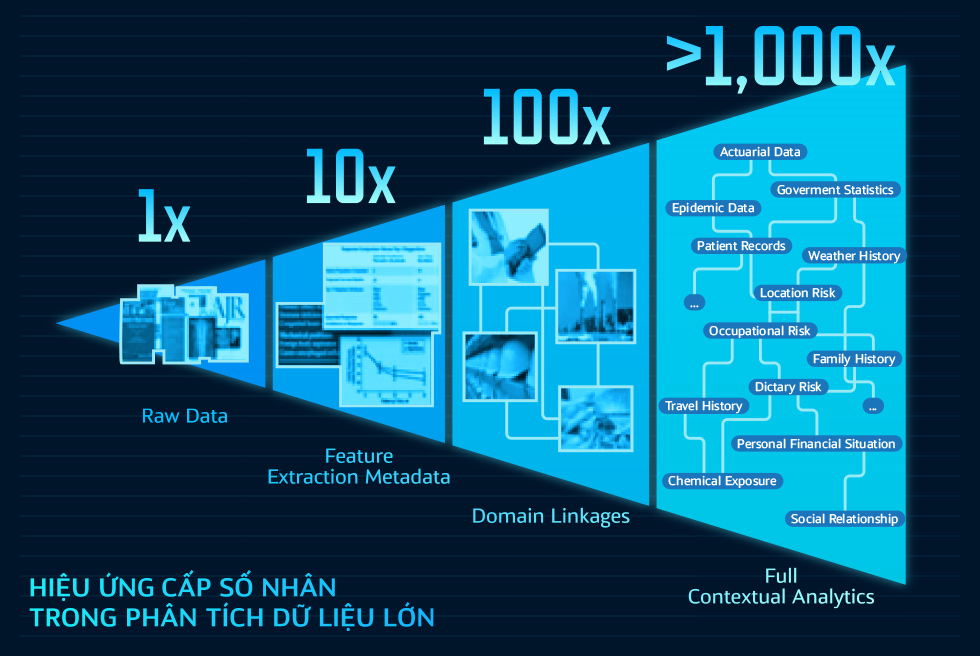 >1,000x
100x
10x
1x
AJR
Raw Data
Feature
Extraction Metadata
Domain Linkages
Actuarial Data
Goverment Statistics
Epidemic Data
Patient Records
Weather History
...
Location Risk
Occupational Risk
Family History
Dictary Risk
Travel History
...
Personal Financial Situation
Chemical Exposure
Social Relationship
Full
Contextual Analytics
HIỆU ỨNG CẤP SỐ NHÂN
TRONG PHÂN TÍCH DỮ LIỆU LỚN